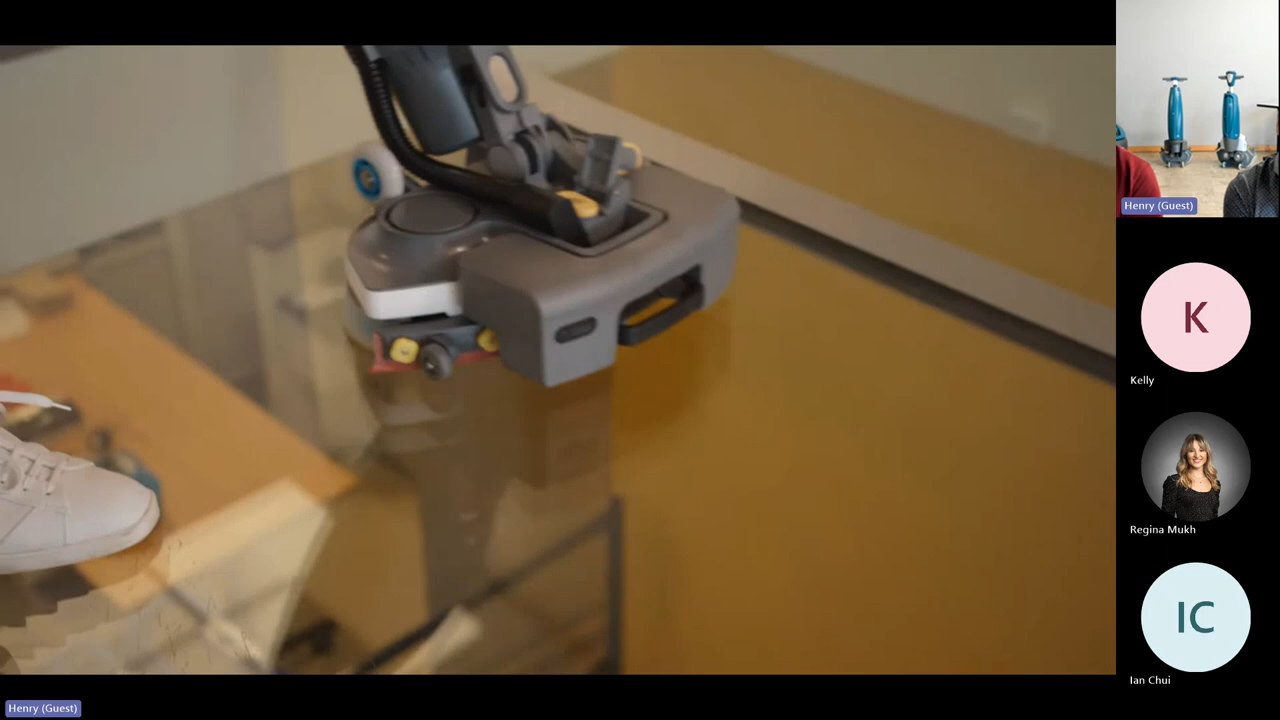 Henry (Guest)
K
Kelly
Regina Mukh
IC
Ian Chui
Henry (Guest)